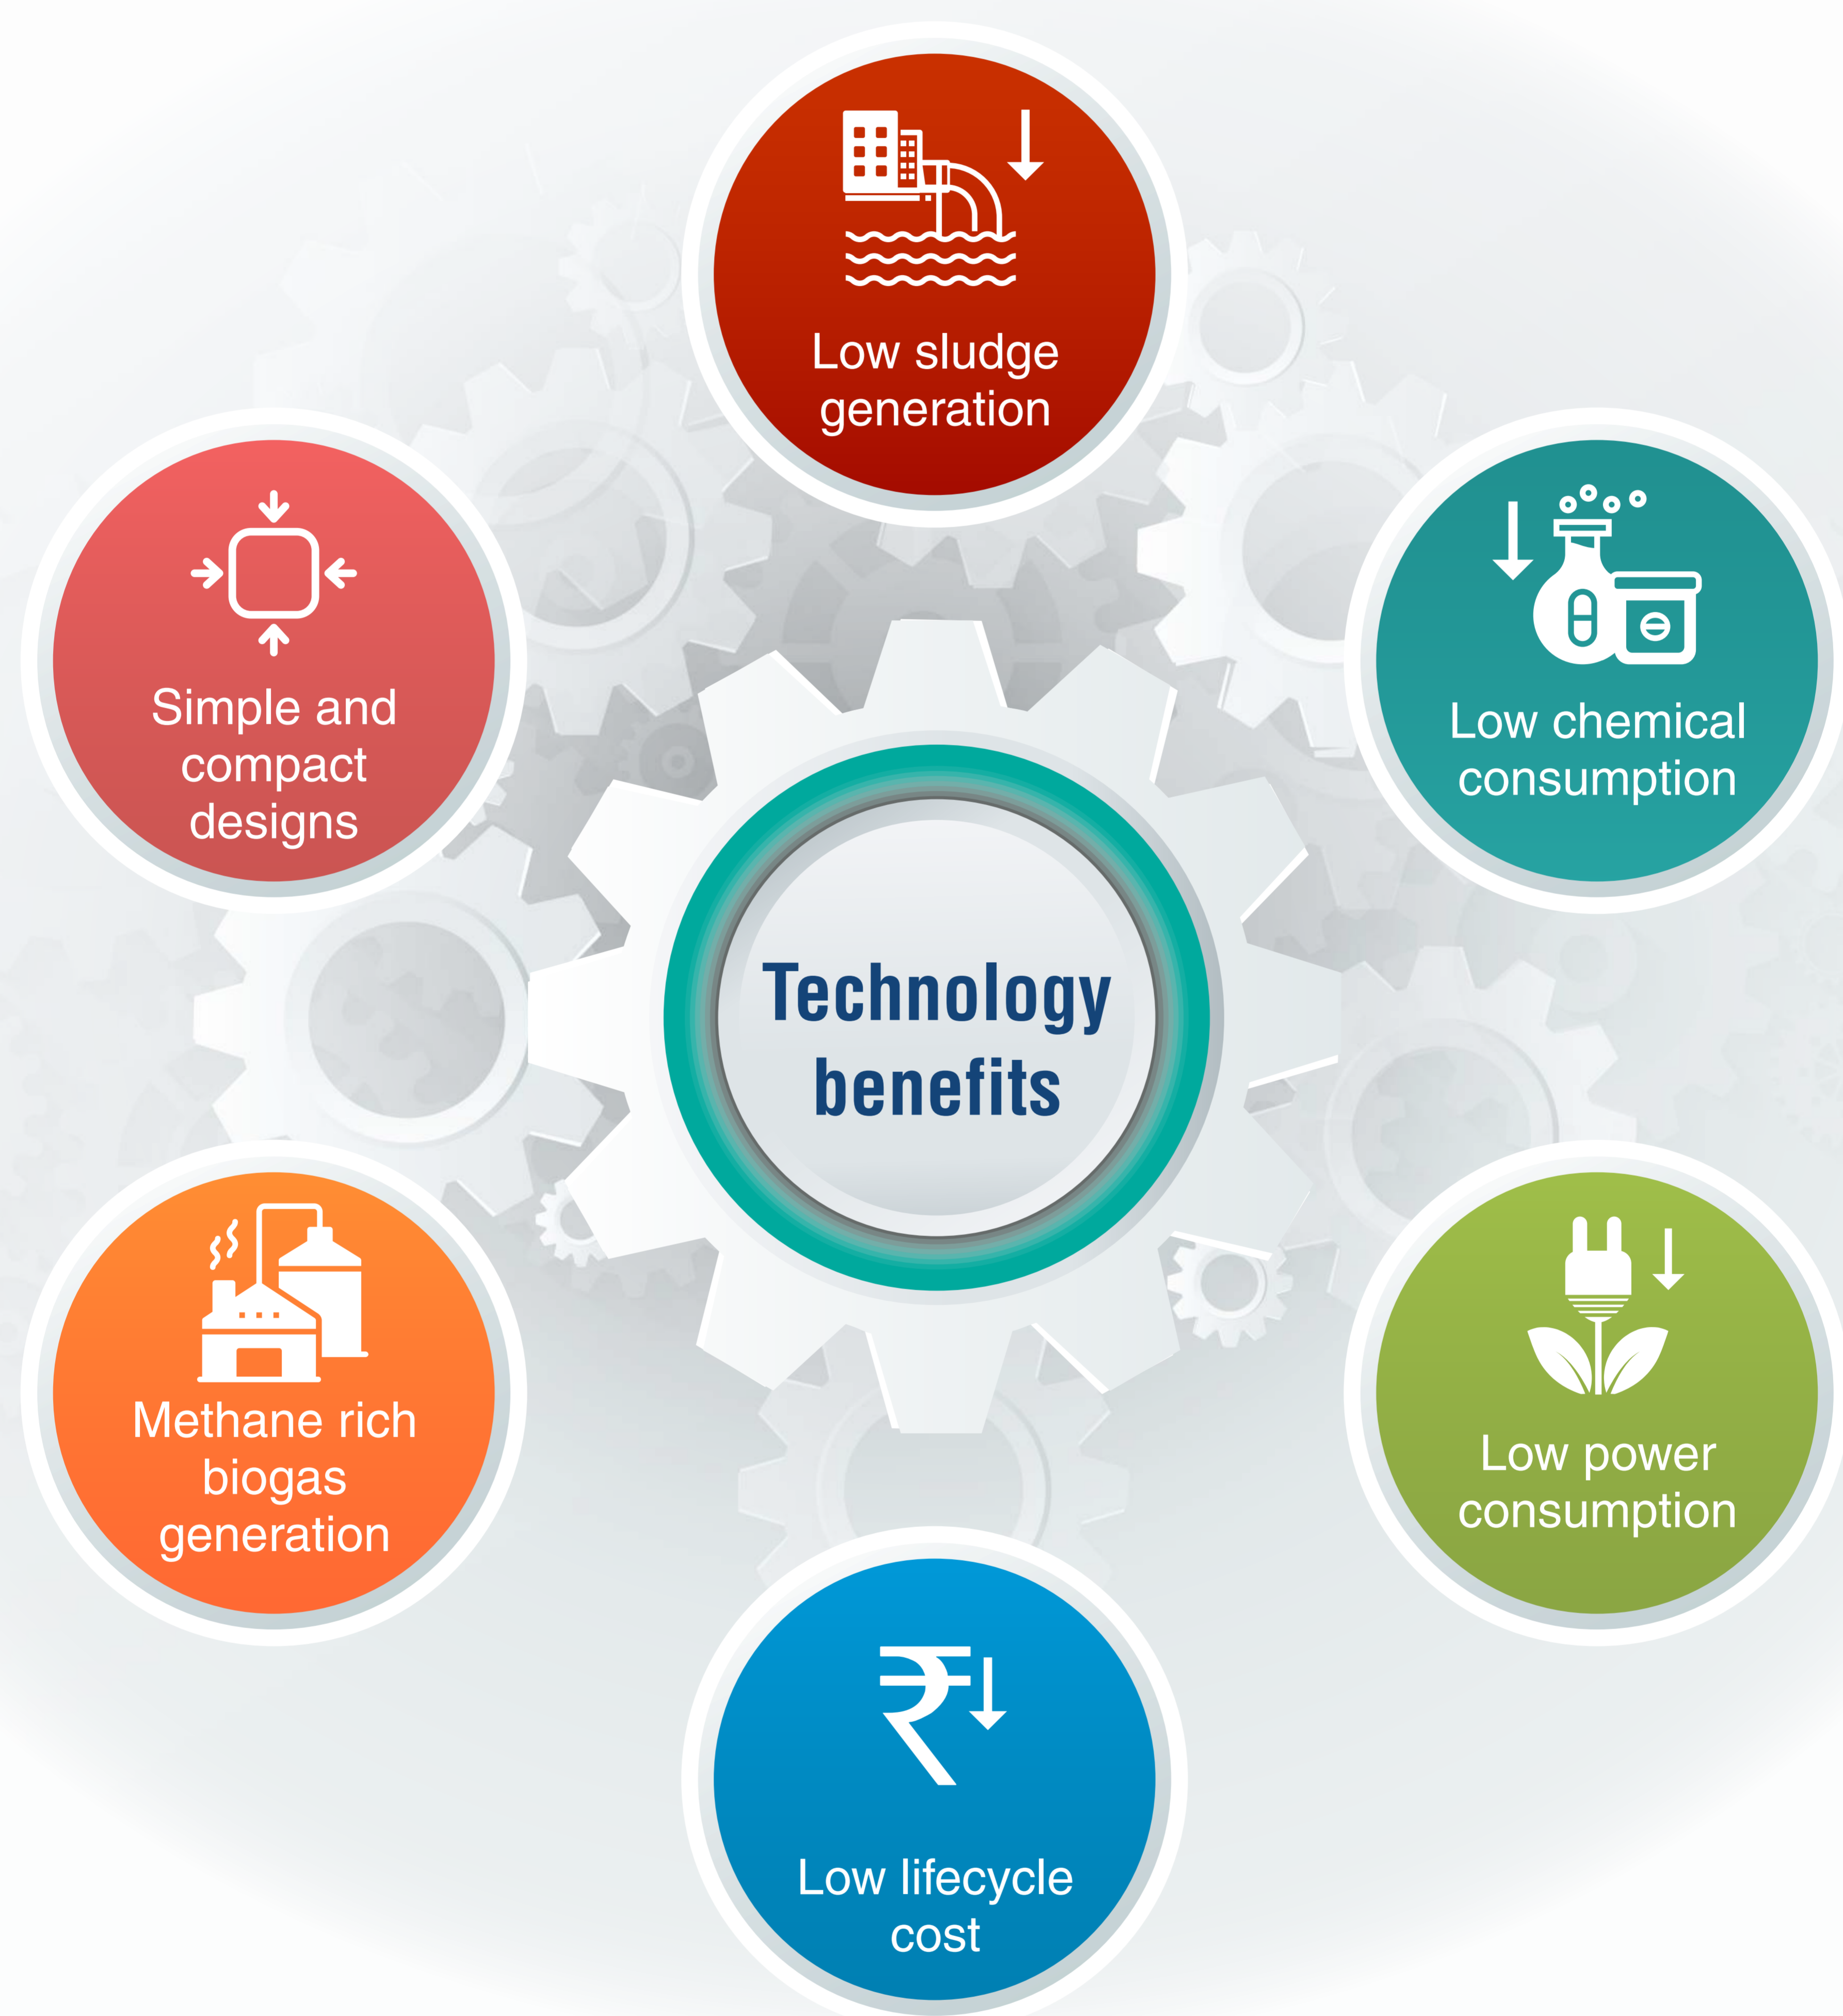 Low sludge
generation
Low chemical
consumption
Low power
consumption
Low lifecycle
cost
Methane rich
biogas
generation
Simple and
compact
designs
Technology
benefits